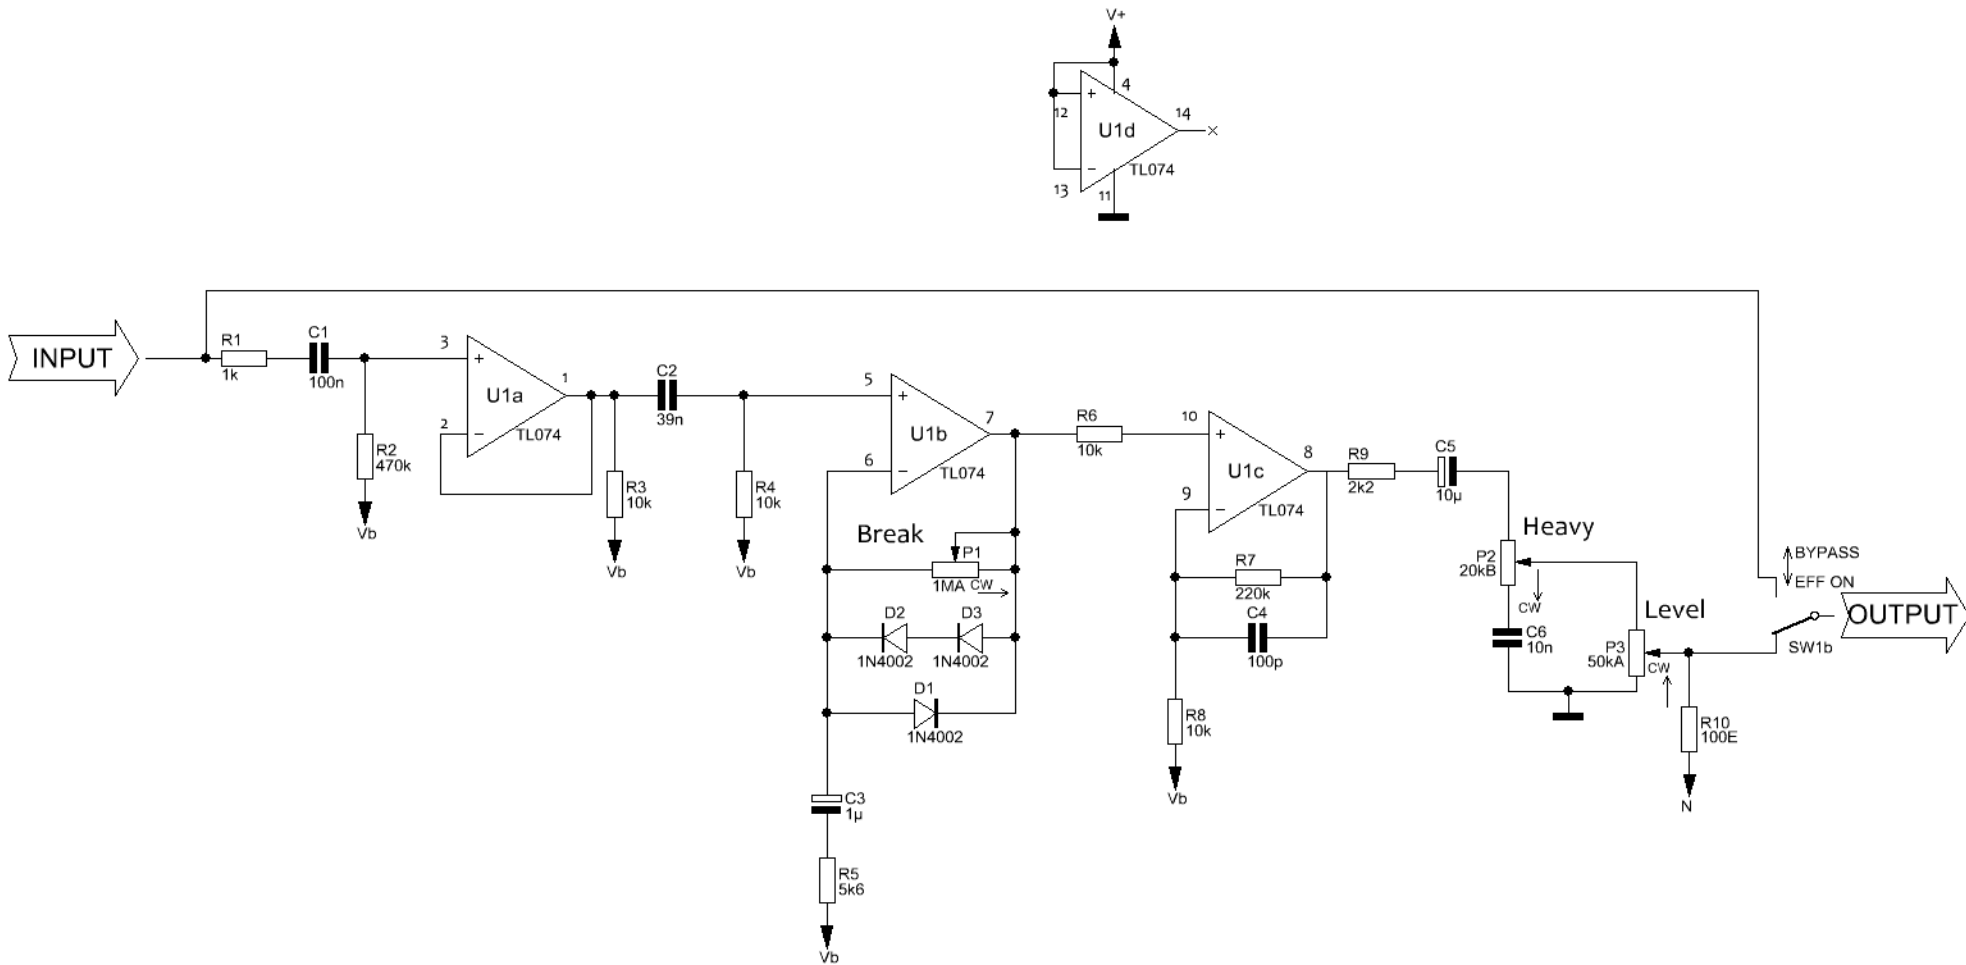 V+
4
+
12
14
U1d
-
TL074
13
11
INPUT
R1
1k
C1
100n
R2
470k
Vb
3
+
U1a
1
2
-
TL074
R3
10k
Vb
C2
39n
R4
10k
Vb
5
+
U1b
7
6
-
TL074
Break
P1
1MA
CW
D2
1N4002
D3
1N4002
D1
1N4002
C3
1µ
R5
5k6
Vb
R6
10k
10
+
U1c
8
9
-
TL074
R7
220k
C4
100p
R8
10k
Vb
R9
2k2
C5
10µ
Heavy
P2
20kB
CW
C6
10n
Level
P3
50kA
CW
R10
100E
N
BYPASS
EFF ON
SW1b
OUTPUT